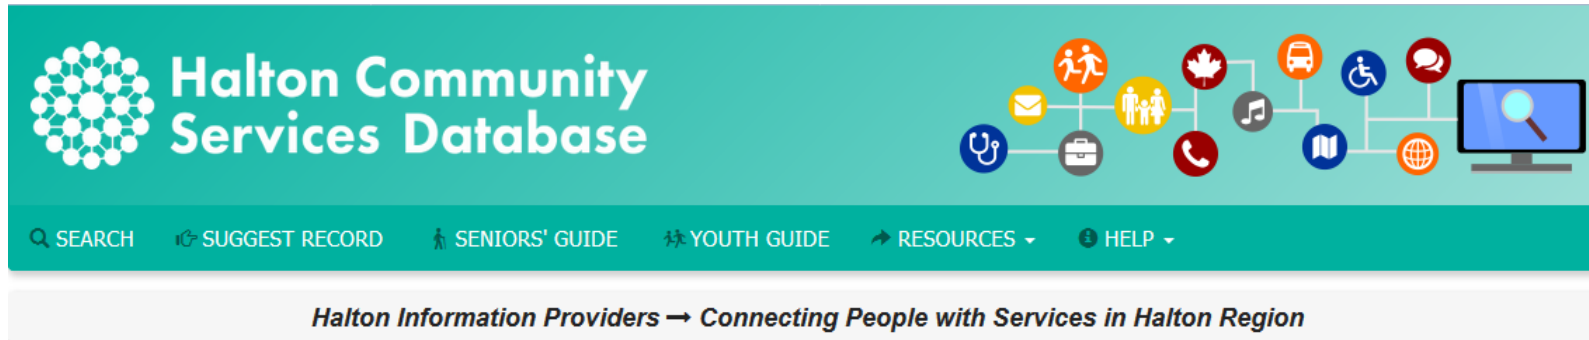 Halton Community
Services Database
SEARCH SUGGEST RECORD SENIORS' GUIDE YOUTH GUIDE RESOURCES HELP
Halton Information Providers → Connecting People with Services in Halton Region